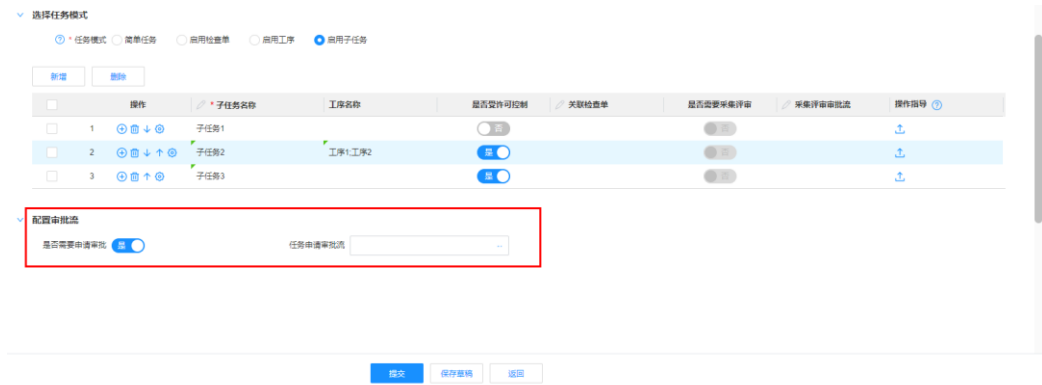 选择任务模式
* 任务模式 简单任务 启用检查单 启用工序 启用子任务
新增 删除
操作 * 子任务名称 工序名称 是否受许可控制 关联检查单 是否需要采集评审 采集评审审批流 操作指导
1 子任务1 否 否
2 子任务2 工序1;工序2 是 否
3 子任务3 是 否
配置审批流
是否需要申请审批 是 任务申请审批流 ...
提交 保存草稿 返回